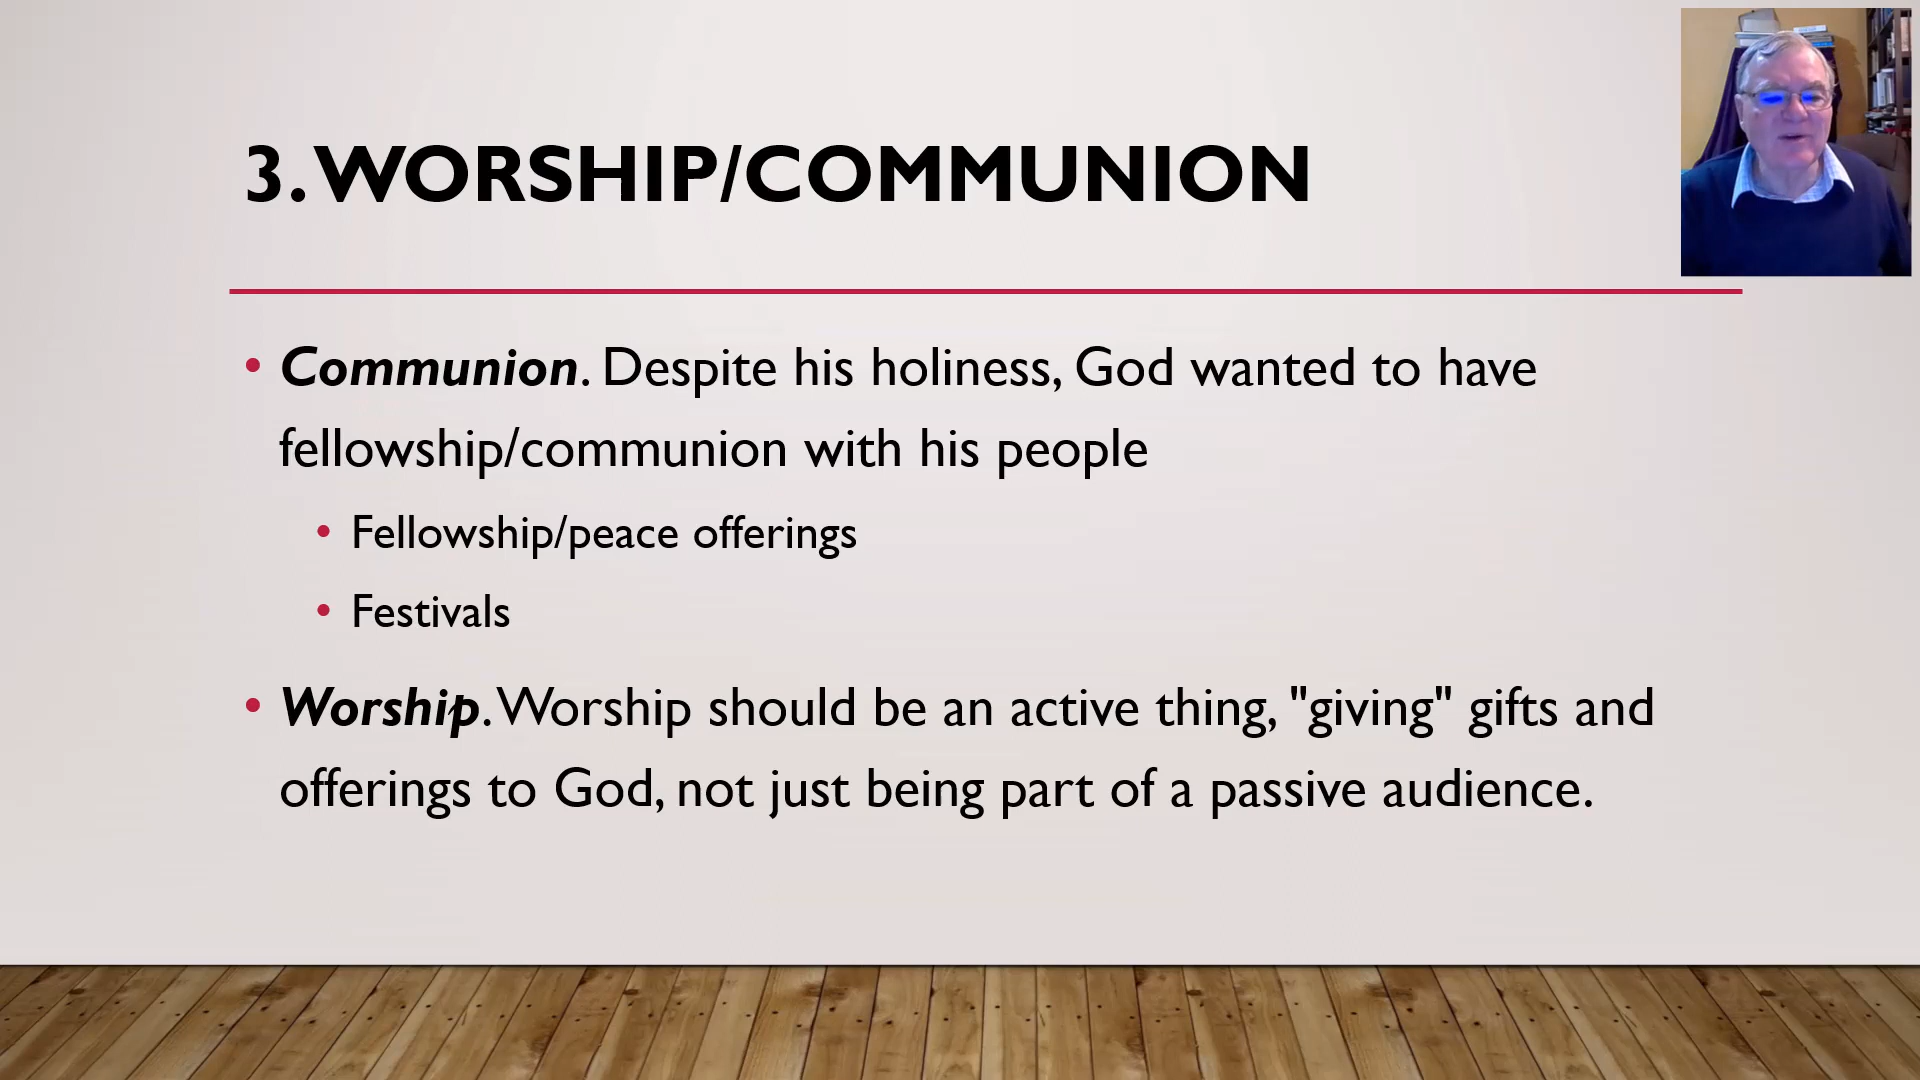 3. WORSHIP/COMMUNION
• Communion. Despite his holiness, God wanted to have
fellowship/communion with his people
• Fellowship/peace offerings
• Festivals
• Worship. Worship should be an active thing, "giving" gifts and
offerings to God, not just being part of a passive audience.